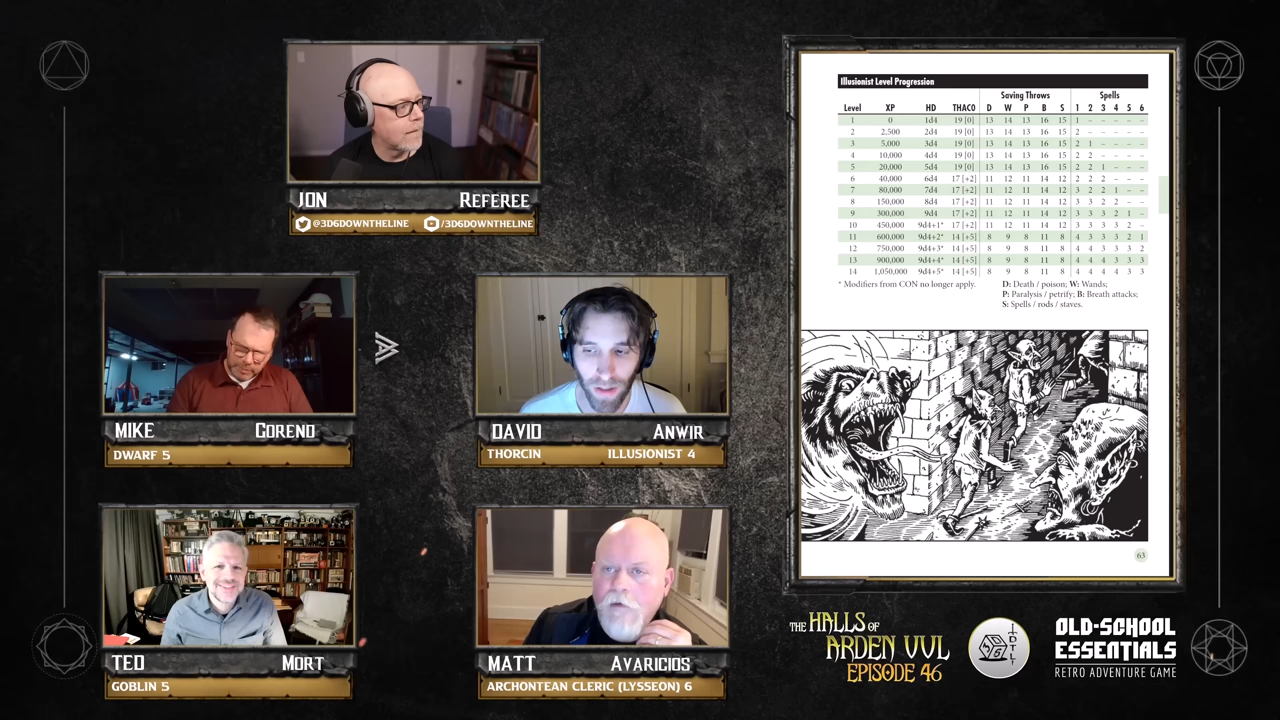 JON Referee
@3D6DOWNTHELINE /3D6DOWNTHELINE
MIKE Gorend
DWARF 5
DAVID Anwir
THORCIN ILLUSIONIST 4
TED Mort
GOBLIN 5
MATT Avaricios
ARCHONTEAN CLERIC (LYSSEON) 6
Illusionist Level Progression
Saving Throws Spells
Level XP HD THAC0 D W P B S 1 2 3 4 5 6
1 0 1d4 19 [0] 13 14 13 16 15 1 – – – – –
2 2,500 2d4 19 [0] 13 14 13 16 15 2 – – – – –
3 5,000 3d4 19 [0] 13 14 13 16 15 2 1 – – – –
4 10,000 4d4 19 [0] 13 14 13 16 15 2 2 – – – –
5 20,000 5d4 19 [0] 13 14 13 16 15 2 2 1 – – –
6 40,000 6d4 17 [+2] 11 12 11 14 12 2 2 2 – – –
7 80,000 7d4 17 [+2] 11 12 11 14 12 3 2 2 1 – –
8 150,000 8d4 17 [+2] 11 12 11 14 12 3 3 2 2 – –
9 300,000 9d4 17 [+2] 11 12 11 14 12 3 3 3 2 1 –
10 450,000 9d4+1* 17 [+2] 11 12 11 14 12 3 3 3 3 2 –
11 600,000 9d4+2* 14 [+5] 8 9 8 11 8 4 3 3 3 2 1
12 750,000 9d4+3* 14 [+5] 8 9 8 11 8 4 4 3 3 3 2
13 900,000 9d4+4* 14 [+5] 8 9 8 11 8 4 4 4 3 3 3
14 1,050,000 9d4+5* 14 [+5] 8 9 8 11 8 4 4 4 4 3 3
* Modifiers from CON no longer apply.
D: Death / poison; W: Wands;
P: Paralysis / petrify; B: Breath attacks;
S: Spells / rods / staves.
63
THE HALLS OF
ARDEN VUL
EPISODE 46
3DTLT
OLD-SCHOOL
ESSENTIALS
RETRO ADVENTURE GAME